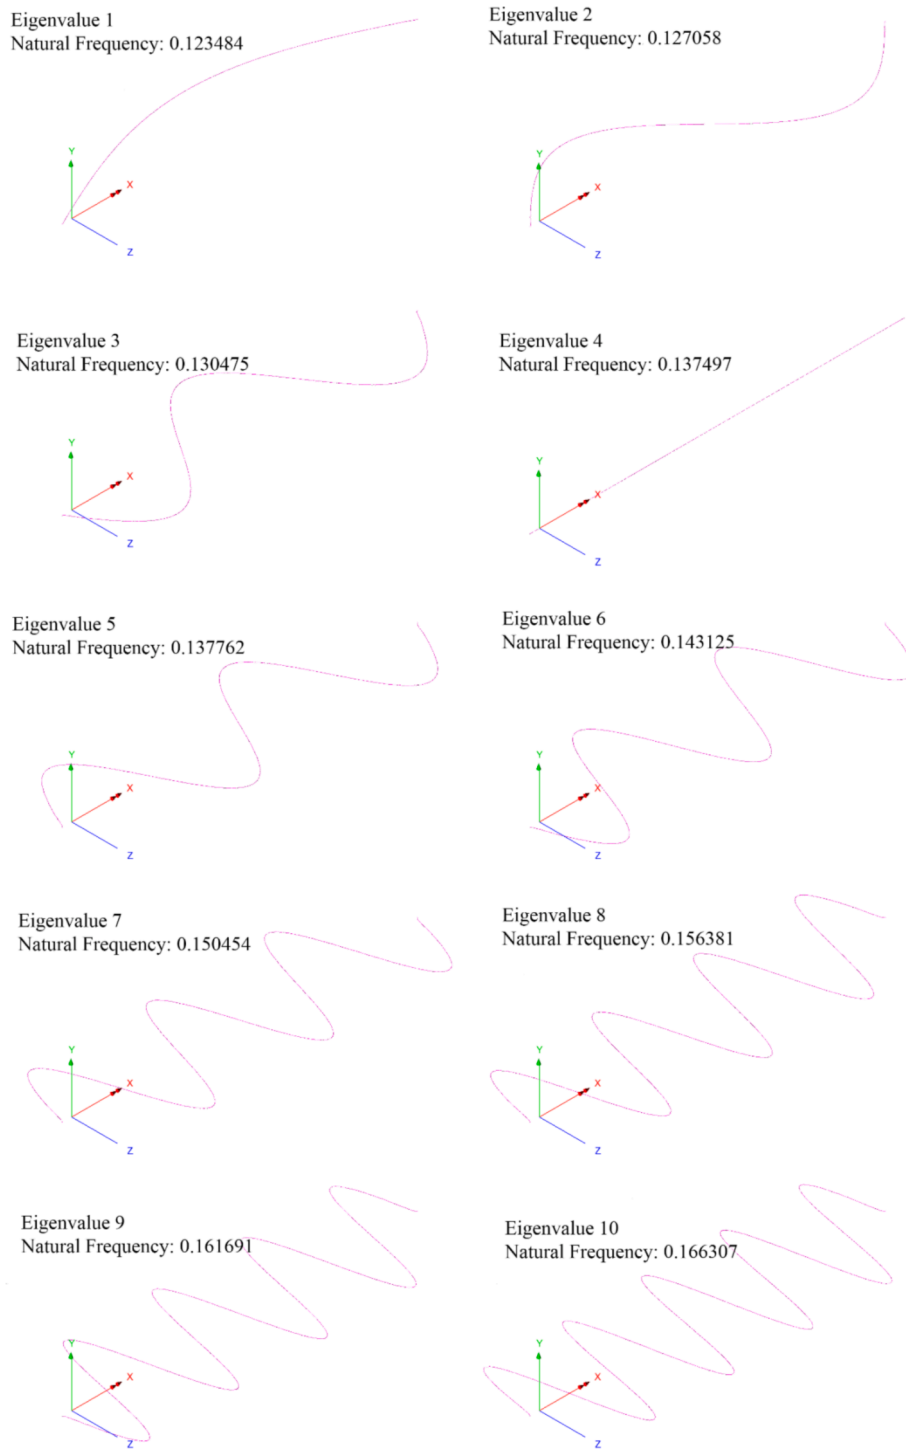 Eigenvalue 1
Natural Frequency: 0.123484
Y
X
Z
Eigenvalue 2
Natural Frequency: 0.127058
Y
X
Z
Eigenvalue 3
Natural Frequency: 0.130475
Y
X
Z
Eigenvalue 4
Natural Frequency: 0.137497
Y
X
Z
Eigenvalue 5
Natural Frequency: 0.137762
Y
X
Z
Eigenvalue 6
Natural Frequency: 0.143125
Y
X
Z
Eigenvalue 7
Natural Frequency: 0.150454
Y
X
Z
Eigenvalue 8
Natural Frequency: 0.156381
Y
X
Z
Eigenvalue 9
Natural Frequency: 0.161691
Y
X
Z
Eigenvalue 10
Natural Frequency: 0.166307
Y
X
Z